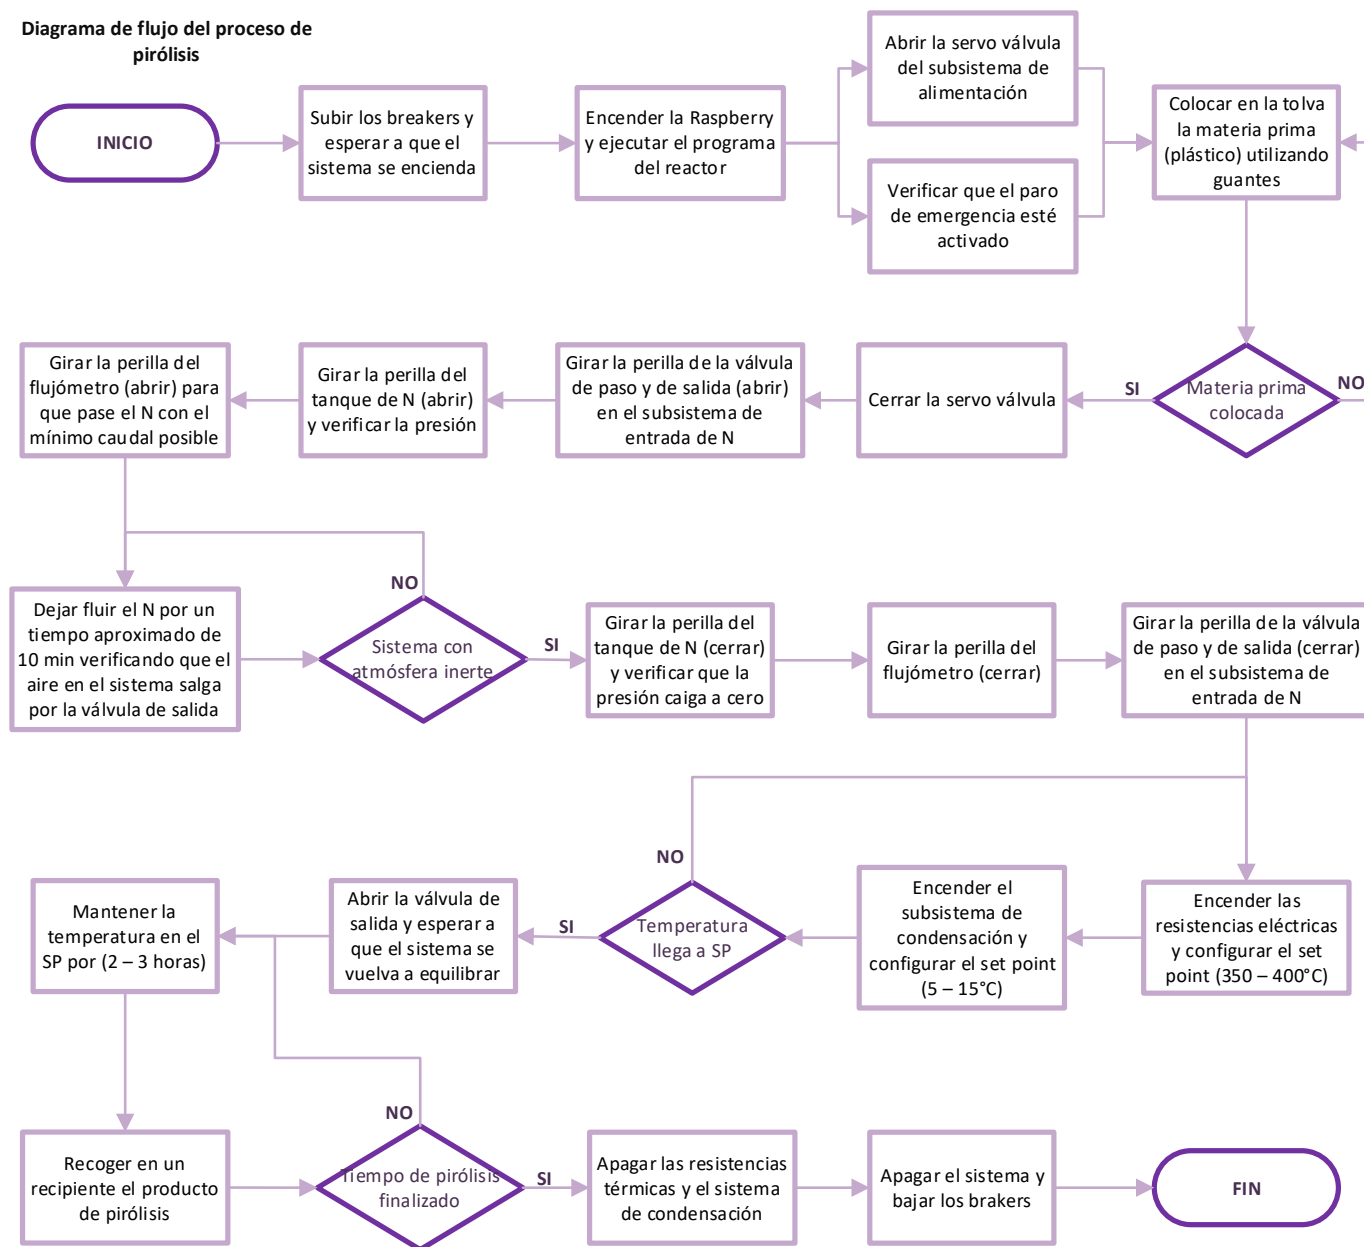 Diagrama de flujo del proceso de
pirólisis
INICIO
Subir los breakers y
esperar a que el
sistema se encienda
Encender la Raspberry
y ejecutar el programa
del reactor
Abrir la servo válvula
del subsistema de
alimentación
Verificar que el paro
de emergencia esté
activado
Colocar en la tolva
la materia prima
(plástico) utilizando
guantes
Materia prima
colocada
NO
SI
Cerrar la servo válvula
Girar la perilla de la válvula
de paso y de salida (abrir)
en el subsistema de
entrada de N
Girar la perilla del
tanque de N (abrir)
y verificar la presión
Girar la perilla del
flujómetro (abrir) para
que pase el N con el
mínimo caudal posible
Dejar fluir el N por un
tiempo aproximado de
10 min verificando que el
aire en el sistema salga
por la válvula de salida
NO
Sistema con
atmósfera inerte
SI
Girar la perilla del
tanque de N (cerrar)
y verificar que la
presión caiga a cero
Girar la perilla del
flujómetro (cerrar)
Girar la perilla de la válvula
de paso y de salida (cerrar)
en el subsistema de
entrada de N
Encender las
resistencias eléctricas
y configurar el set
point (350 – 400°C)
Encender el
subsistema de
condensación y
configurar el set point
(5 – 15°C)
NO
Temperatura
llega a SP
SI
Abrir la válvula de
salida y esperar a
que el sistema se
vuelva a equilibrar
Mantener la
temperatura en el
SP por (2 – 3 horas)
Recoger en un
recipiente el producto
de pirólisis
NO
Tiempo de pirólisis
finalizado
SI
Apagar las resistencias
térmicas y el sistema
de condensación
Apagar el sistema y
bajar los brakers
FIN